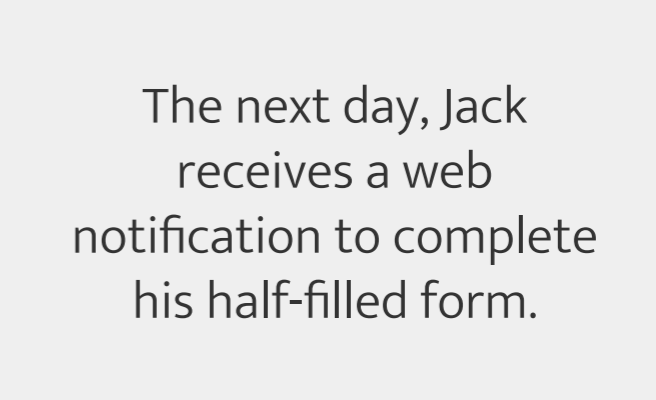 The next day, Jack
receives a web
notification to complete
his half-filled form.